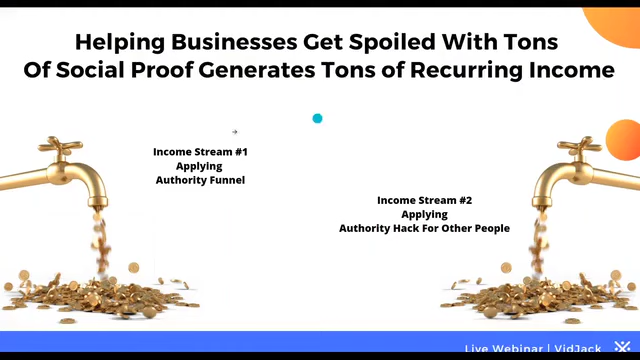 Helping Businesses Get Spoiled With Tons
Of Social Proof Generates Tons of Recurring Income
Income Stream #1
Applying
Authority Funnel
Income Stream #2
Applying
Authority Hack For Other People
Live Webinar | VidJack